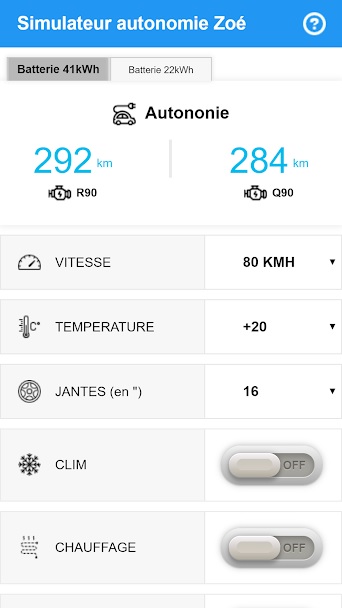 Simulateur autonomie Zoé ?
Batterie 41kWh Batterie 22kWh
Autononie
292 km 284 km
R90 Q90
VITESSE 80 KMH
C° TEMPERATURE +20
JANTES (en ") 16
CLIM OFF
CHAUFFAGE OFF